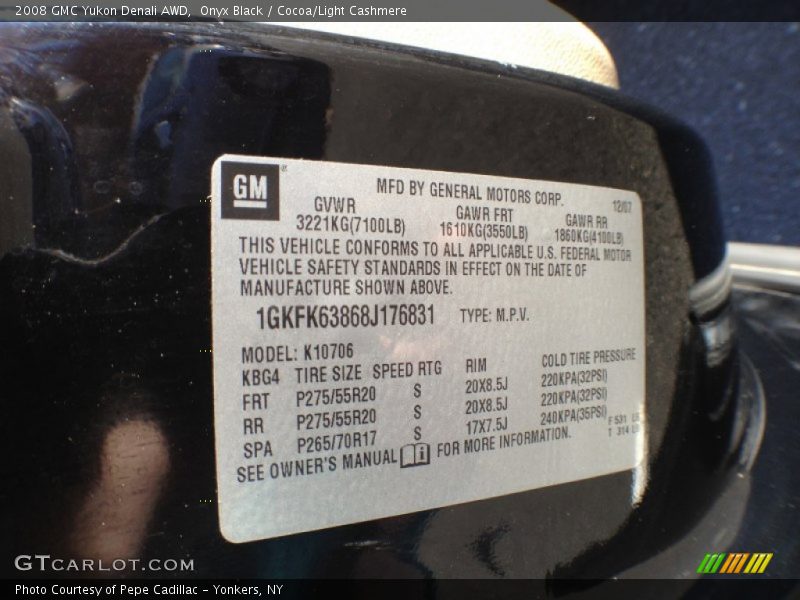 2008 GMC Yukon Denali AWD, Onyx Black / Cocoa/Light Cashmere
GM®
MFD BY GENERAL MOTORS CORP. 12/07
GVWR GAWR FRT GAWR RR
3221KG(7100LB) 1610KG(3550LB) 1860KG(4100LB)
THIS VEHICLE CONFORMS TO ALL APPLICABLE U.S. FEDERAL MOTOR
VEHICLE SAFETY STANDARDS IN EFFECT ON THE DATE OF
MANUFACTURE SHOWN ABOVE.
1GKFK63868J176831 TYPE: M.P.V.
MODEL: K10706
KBG4 TIRE SIZE SPEED RTG RIM COLD TIRE PRESSURE
FRT P275/55R20 S 20X8.5J 220KPA(32PSI)
RR P275/55R20 S 20X8.5J 220KPA(32PSI)
SPA P265/70R17 S 17X7.5J 240KPA(35PSI)
SEE OWNER'S MANUAL FOR MORE INFORMATION.
F 531
T 314
GTCARLOT.COM
Photo Courtesy of Pepe Cadillac – Yonkers, NY